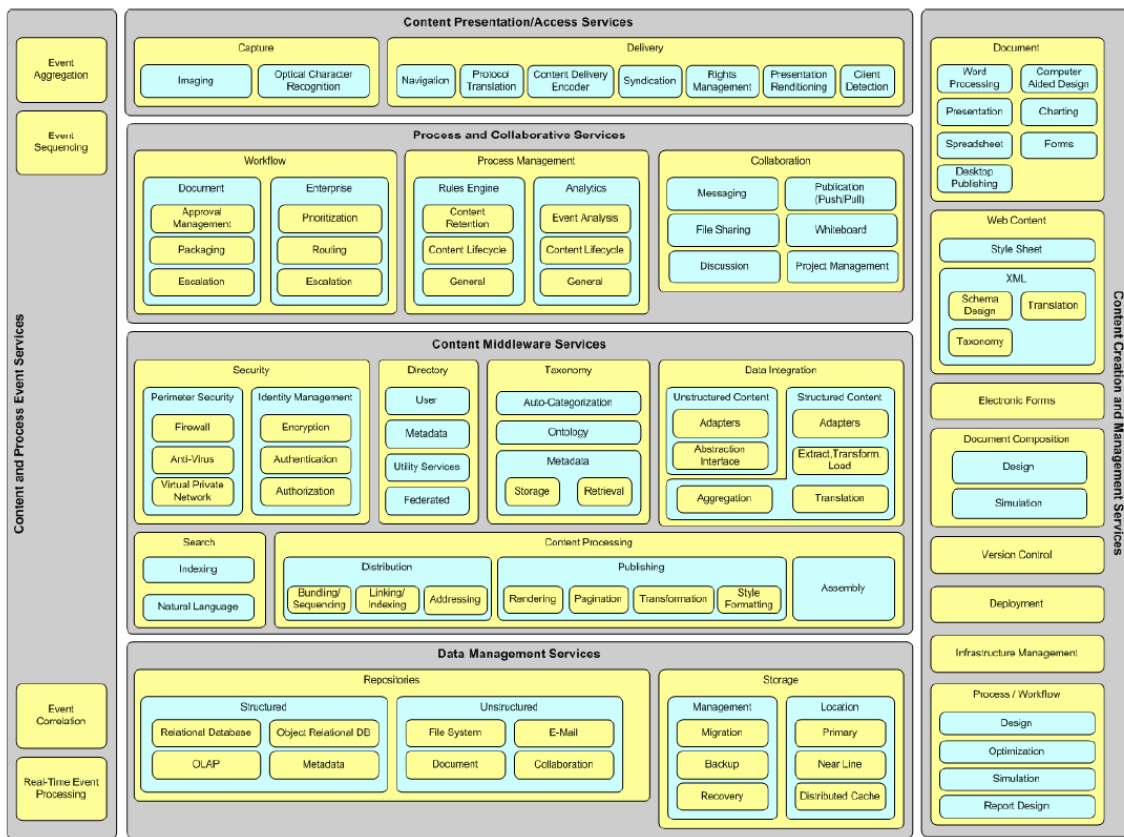 Content and Process Event Services
Event
Aggregation
Event
Sequencing
Event
Correlation
Real-Time Event
Processing
Content Presentation/Access Services
Capture
Imaging
Optical Character
Recognition
Delivery
Navigation
Protocol
Translation
Content Delivery
Encoder
Syndication
Rights
Management
Presentation
Renditioning
Client
Detection
Process and Collaborative Services
Workflow
Document
Approval
Management
Packaging
Escalation
Enterprise
Prioritization
Routing
Escalation
Process Management
Rules Engine
Content
Retention
Content Lifecycle
General
Analytics
Event Analysis
Content Lifecycle
General
Collaboration
Messaging
Publication
(Push/Pull)
File Sharing
Whiteboard
Discussion
Project Management
Content Middleware Services
Security
Perimeter Security
Firewall
Anti-Virus
Virtual Private
Network
Identity Management
Encryption
Authentication
Authorization
Directory
User
Metadata
Utility Services
Federated
Taxonomy
Auto-Categorization
Ontology
Metadata
Storage
Retrieval
Data Integration
Unstructured Content
Adapters
Abstraction
Interface
Structured Content
Adapters
Extract,Transform,
Load
Aggregation
Translation
Search
Indexing
Natural Language
Content Processing
Distribution
Bundling/
Sequencing
Linking/
Indexing
Addressing
Publishing
Rendering
Pagination
Transformation
Style
Formatting
Assembly
Data Management Services
Repositories
Structured
Relational Database
Object Relational DB
OLAP
Metadata
Unstructured
File System
E-Mail
Document
Collaboration
Storage
Management
Migration
Backup
Recovery
Location
Primary
Near Line
Distributed Cache
Content Creation and Management Services
Document
Word
Processing
Computer
Aided Design
Presentation
Charting
Spreadsheet
Forms
Desktop
Publishing
Web Content
Style Sheet
XML
Schema
Design
Translation
Taxonomy
Electronic Forms
Document Composition
Design
Simulation
Version Control
Deployment
Infrastructure Management
Process / Workflow
Design
Optimization
Simulation
Report Design